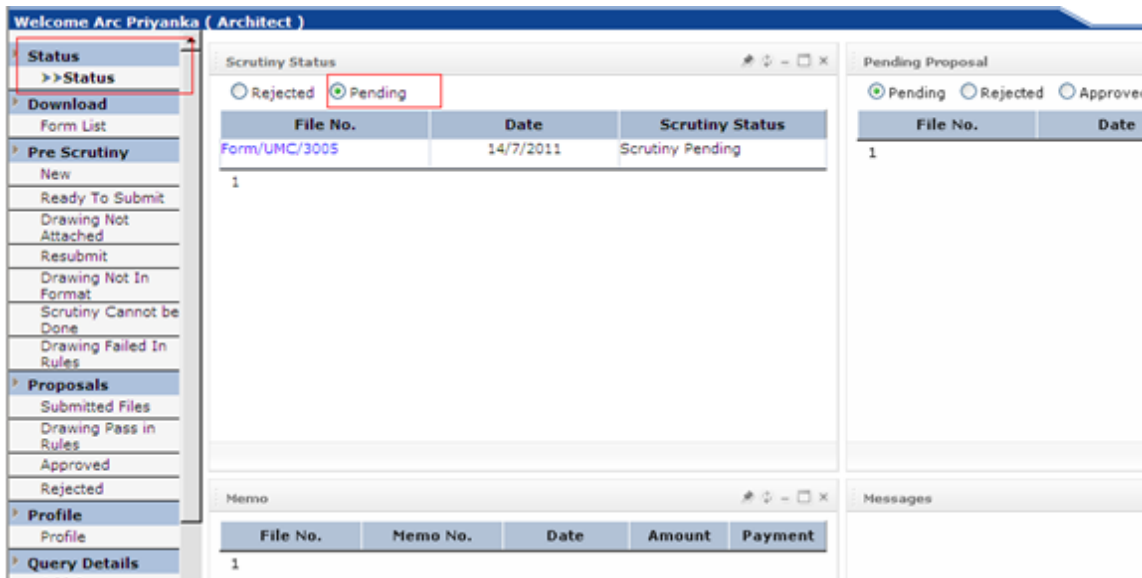 Welcome Arc Priyanka ( Architect )
Status
>>Status
Download
Form List
Pre Scrutiny
New
Ready To Submit
Drawing Not
Attached
Resubmit
Drawing Not In
Format
Scrutiny Cannot be
Done
Drawing Failed In
Rules
Proposals
Submitted Files
Drawing Pass in
Rules
Approved
Rejected
Profile
Profile
Query Details
Scrutiny Status
Rejected Pending
File No. Date Scrutiny Status
Form/UMC/3005 14/7/2011 Scrutiny Pending
1
Pending Proposal
Pending Rejected Approved
File No. Date
1
Memo
File No. Memo No. Date Amount Payment
1
Messages